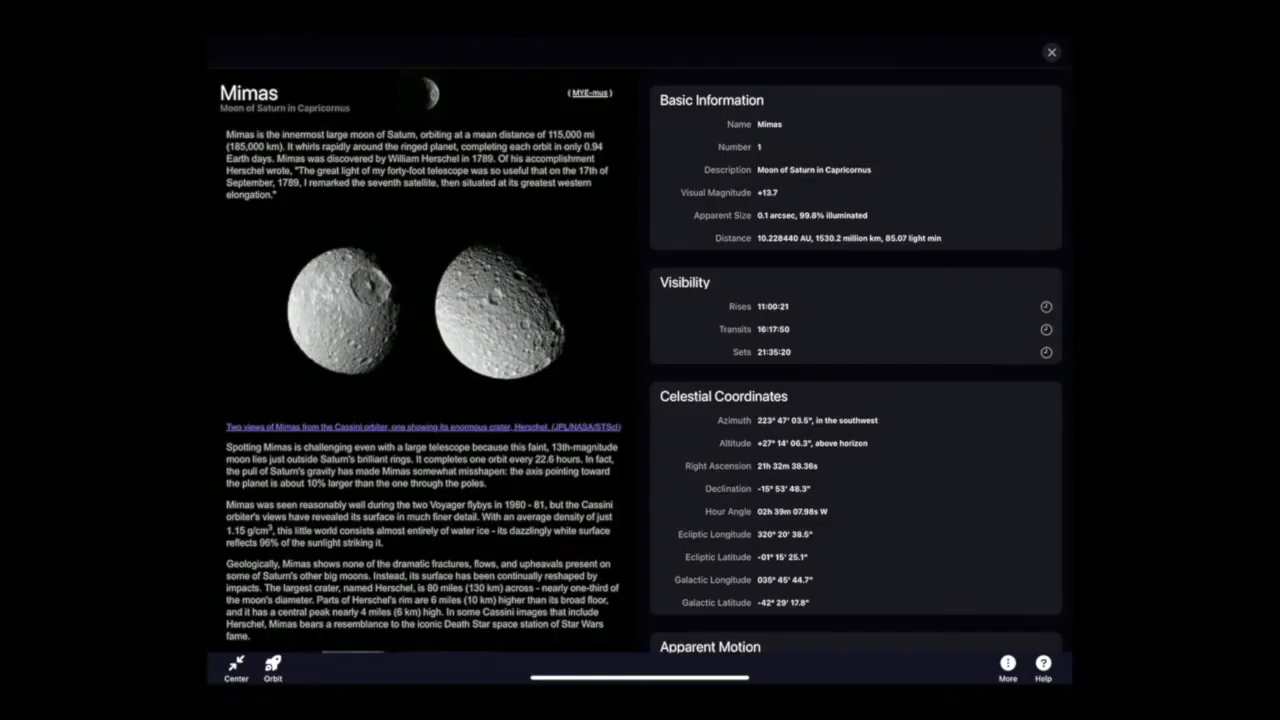 Mimas
Moon of Saturn in Capricornus
( MYE-mus )
Mimas is the innermost large moon of Saturn, orbiting at a mean distance of 115,000 mi
(185,000 km). It whirls rapidly around the ringed planet, completing each orbit in only 0.94
Earth days. Mimas was discovered by William Herschel in 1789. Of his accomplishment
Herschel wrote, "The great light of my forty-foot telescope was so useful that on the 17th of
September, 1789, I remarked the seventh satellite, then situated at its greatest western
elongation."
Two views of Mimas from the Cassini orbiter, one showing its enormous crater, Herschel. (JPL/NASA/STScI)
Spotting Mimas is challenging even with a large telescope because this faint, 13th-magnitude
moon lies just outside Saturn's brilliant rings. It completes one orbit every 22.6 hours. In fact,
the pull of Saturn's gravity has made Mimas somewhat misshapen: the axis pointing toward
the planet is about 10% larger than the one through the poles.
Mimas was seen reasonably well during the two Voyager flybys in 1980 - 81, but the Cassini
orbiter's views have revealed its surface in much finer detail. With an average density of just
1.15 g/cm³, this little world consists almost entirely of water ice - its dazzlingly white surface
reflects 96% of the sunlight striking it.
Geologically, Mimas shows none of the dramatic fractures, flows, and upheavals present on
some of Saturn's other big moons. Instead, its surface has been continually reshaped by
impacts. The largest crater, named Herschel, is 80 miles (130 km) across - nearly one-third of
the moon's diameter. Parts of Herschel's rim are 6 miles (10 km) higher than its broad floor,
and it has a central peak nearly 4 miles (6 km) high. In some Cassini images that include
Herschel, Mimas bears a resemblance to the iconic Death Star space station of Star Wars
fame.
Basic Information
Name Mimas
Number 1
Description Moon of Saturn in Capricornus
Visual Magnitude +13.7
Apparent Size 0.1 arcsec, 99.8% illuminated
Distance 10.228440 AU, 1530.2 million km, 85.07 light min
Visibility
Rises 11:00:21
Transits 16:17:50
Sets 21:35:20
Celestial Coordinates
Azimuth 223° 47' 03.5", in the southwest
Altitude +27° 14' 06.3", above horizon
Right Ascension 21h 32m 38.36s
Declination -15° 53' 48.3"
Hour Angle 02h 39m 07.98s W
Ecliptic Longitude 320° 20' 38.5"
Ecliptic Latitude -01° 15' 25.1"
Galactic Longitude 035° 45' 44.7"
Galactic Latitude -42° 29' 17.8"
Apparent Motion
Center
Orbit
More
Help